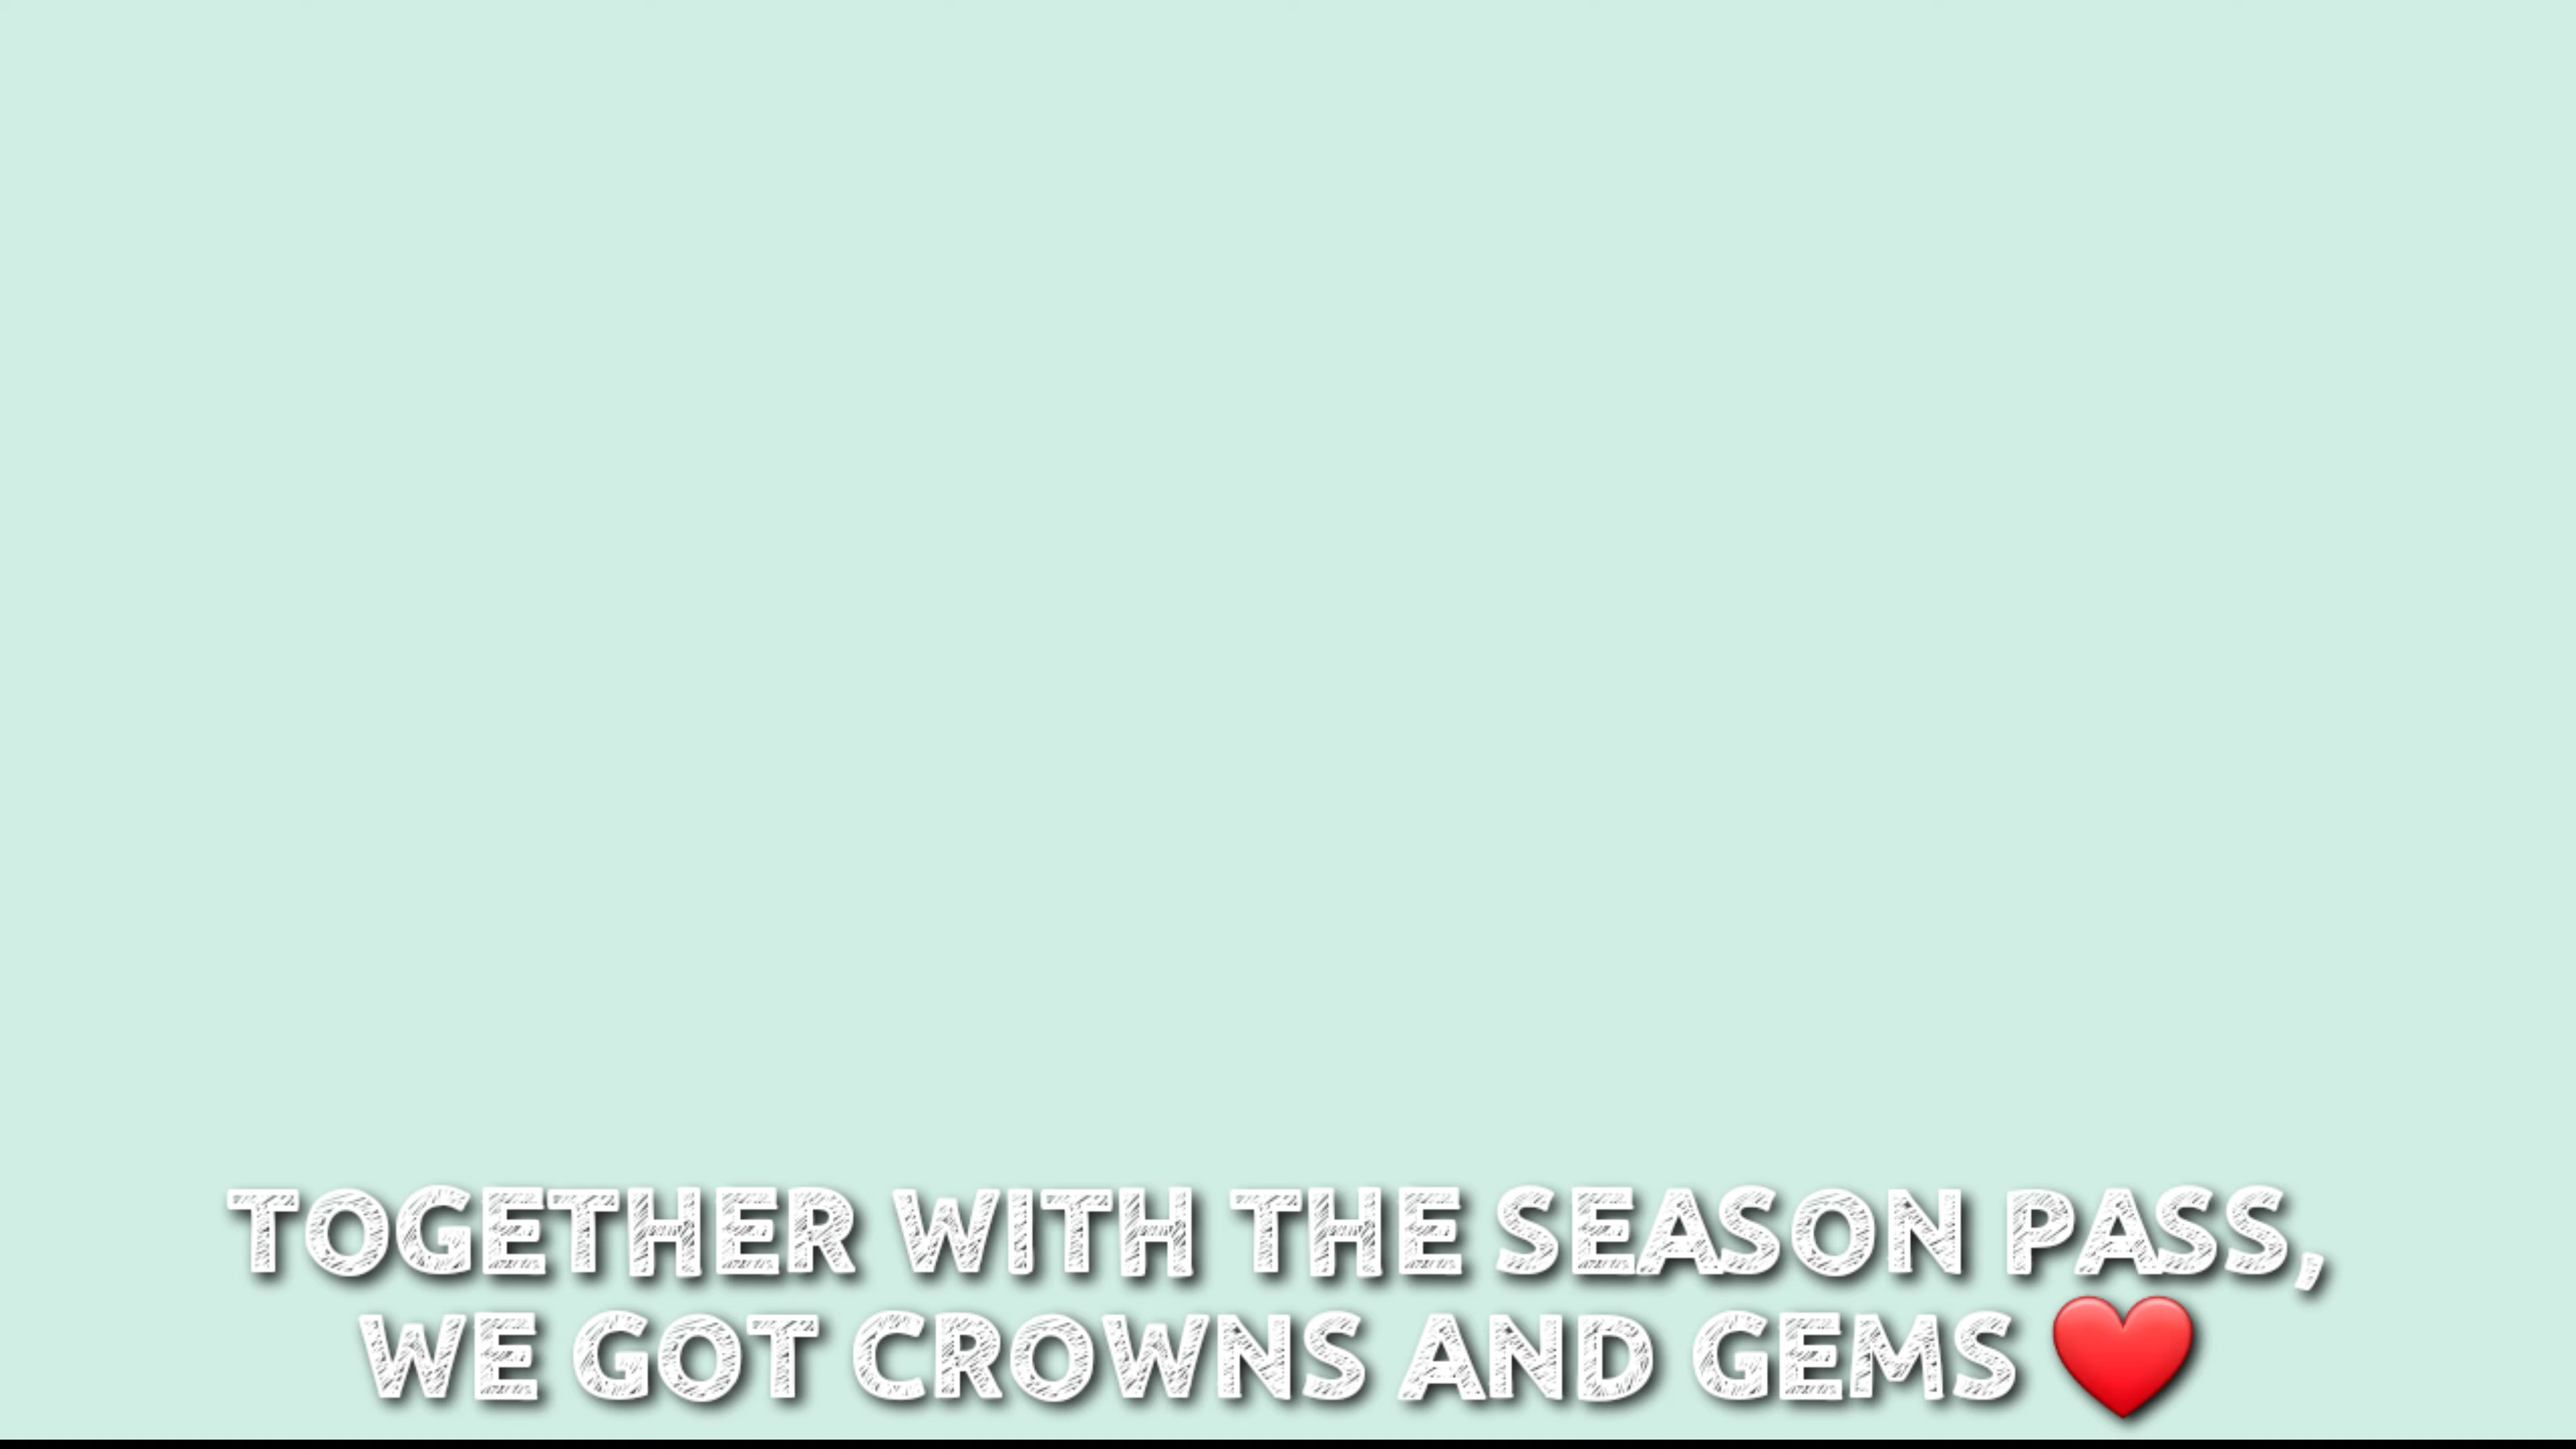 TOGETHER WITH THE SEASON PASS,
WE GOT CROWNS AND GEMS ❤️